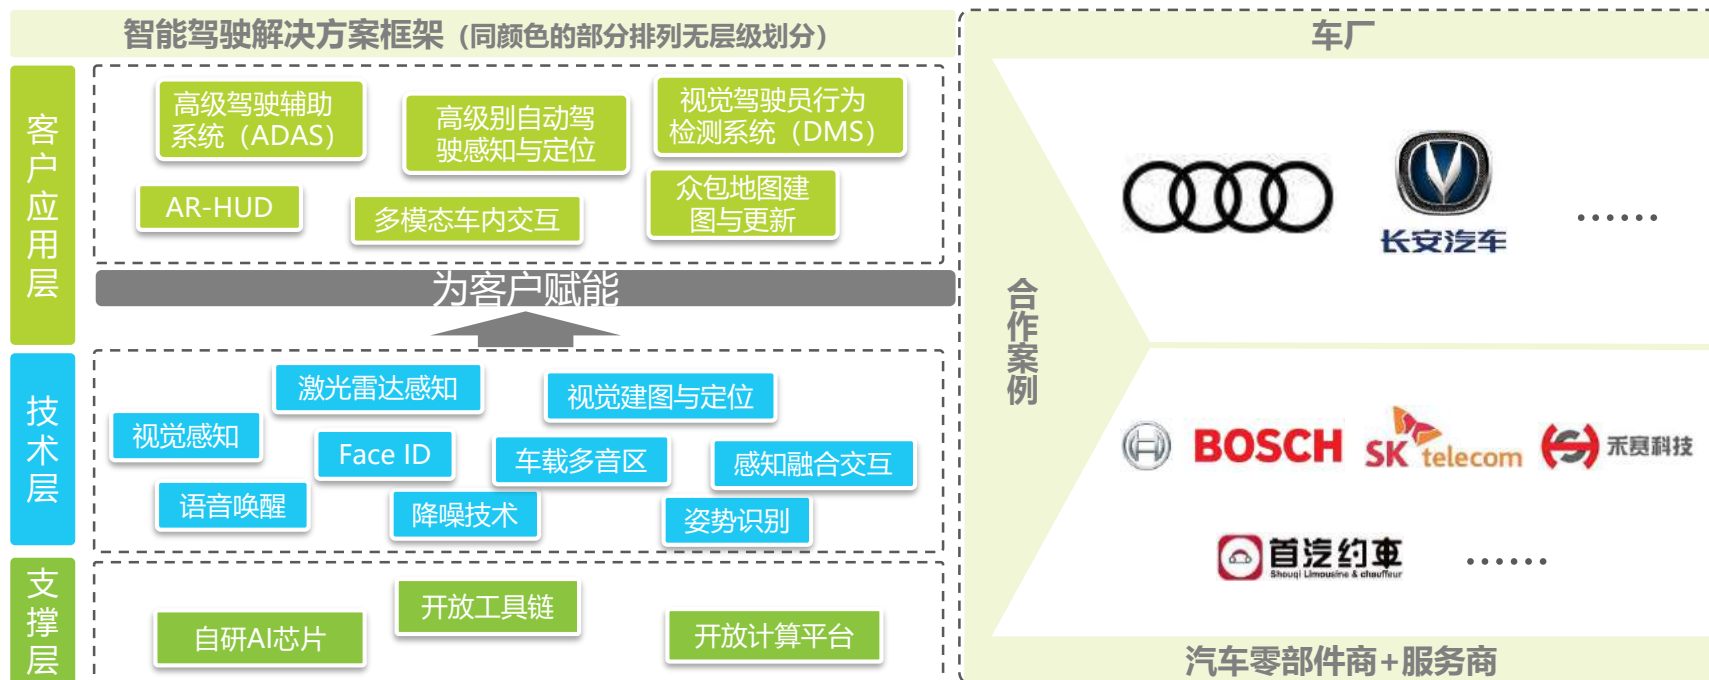 智能驾驶解决方案框架（同颜色的部分排列无层级划分）
客户应用层
高级驾驶辅助
系统（ADAS）
高级别自动驾
驶感知与定位
视觉驾驶员行为
检测系统（DMS）
AR-HUD
多模态车内交互
众包地图建
图与更新
为客户赋能
技术层
激光雷达感知
视觉建图与定位
视觉感知
Face ID
车载多音区
感知融合交互
语音唤醒
降噪技术
姿势识别
支撑层
自研AI芯片
开放工具链
开放计算平台
车厂
合作案例
长安汽车
······
BOSCH
SK telecom
禾赛科技
首汽约車
Shouqi Limousine & chauffeur
······
汽车零部件商+服务商